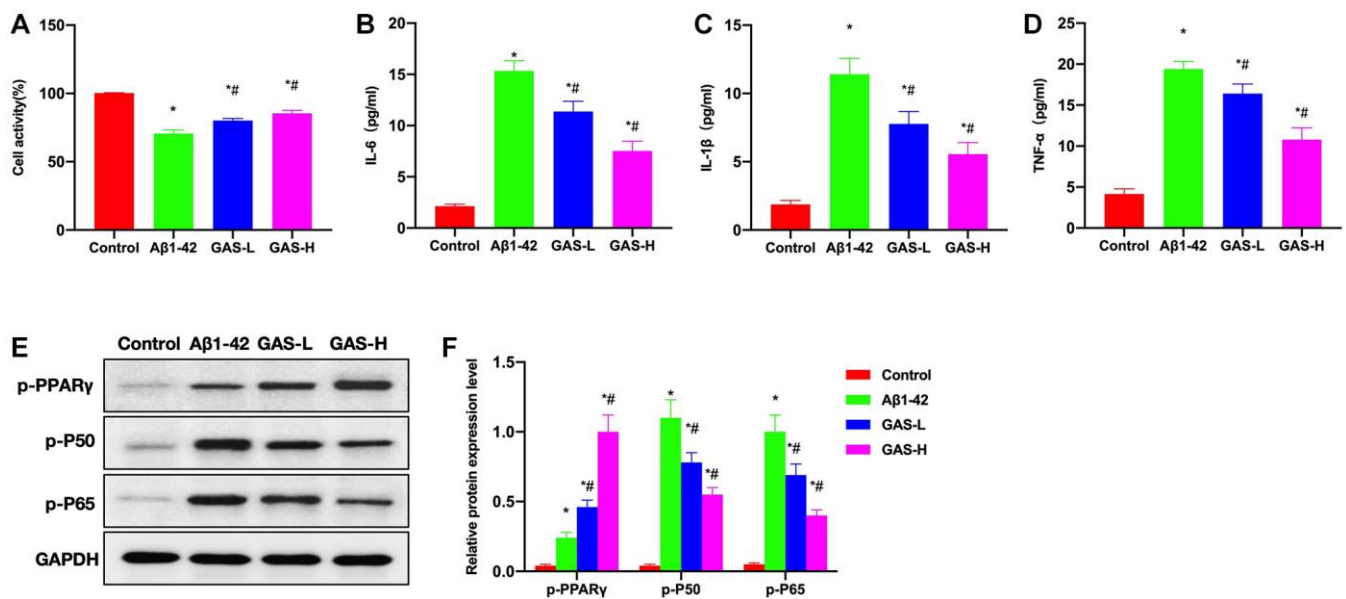 A
Cell activity(%)
150
100
50
0
*
*#
*#
Control Aβ1-42 GAS-L GAS-H
B
IL-6 (pg/ml)
20
15
10
5
0
*
*#
*#
Control Aβ1-42 GAS-L GAS-H
C
IL-1β (pg/ml)
15
10
5
0
*
*#
*#
Control Aβ1-42 GAS-L GAS-H
D
TNF-α (pg/ml)
25
20
15
10
5
0
*
*#
*#
Control Aβ1-42 GAS-L GAS-H
E
Control Aβ1-42 GAS-L GAS-H
p-PPARγ
p-P50
p-P65
GAPDH
F
Relative protein expression level
1.5
1.0
0.5
0.0
*
*#
*#
*
*#
*#
*
*#
*#
p-PPARγ p-P50 p-P65
Control
Aβ1-42
GAS-L
GAS-H